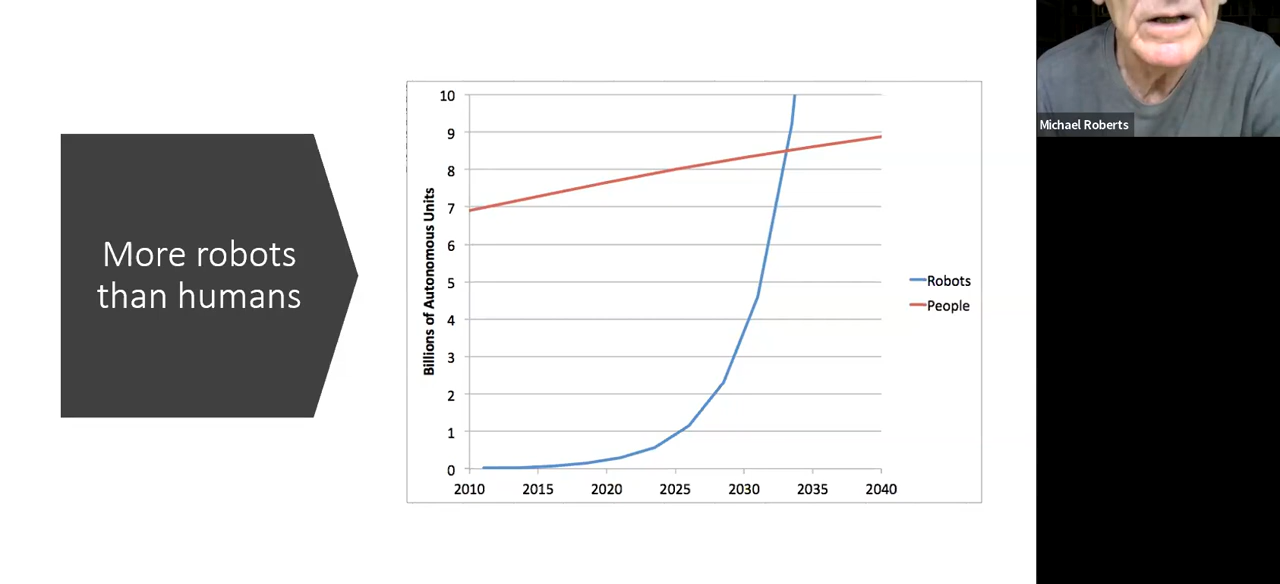 More robots
than humans
Billions of Autonomous Units
10
9
8
7
6
5
4
3
2
1
0
2010 2015 2020 2025 2030 2035 2040
Robots
People
Michael Roberts